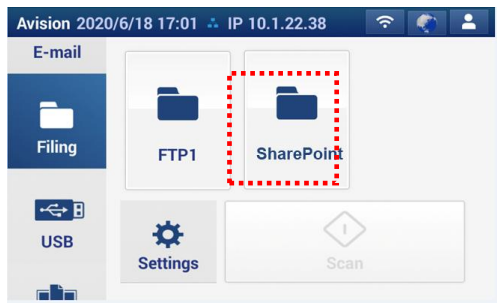 Avision 2020/6/18 17:01 IP 10.1.22.38
E-mail
Filing
FTP1
SharePoint
USB
Settings
Scan